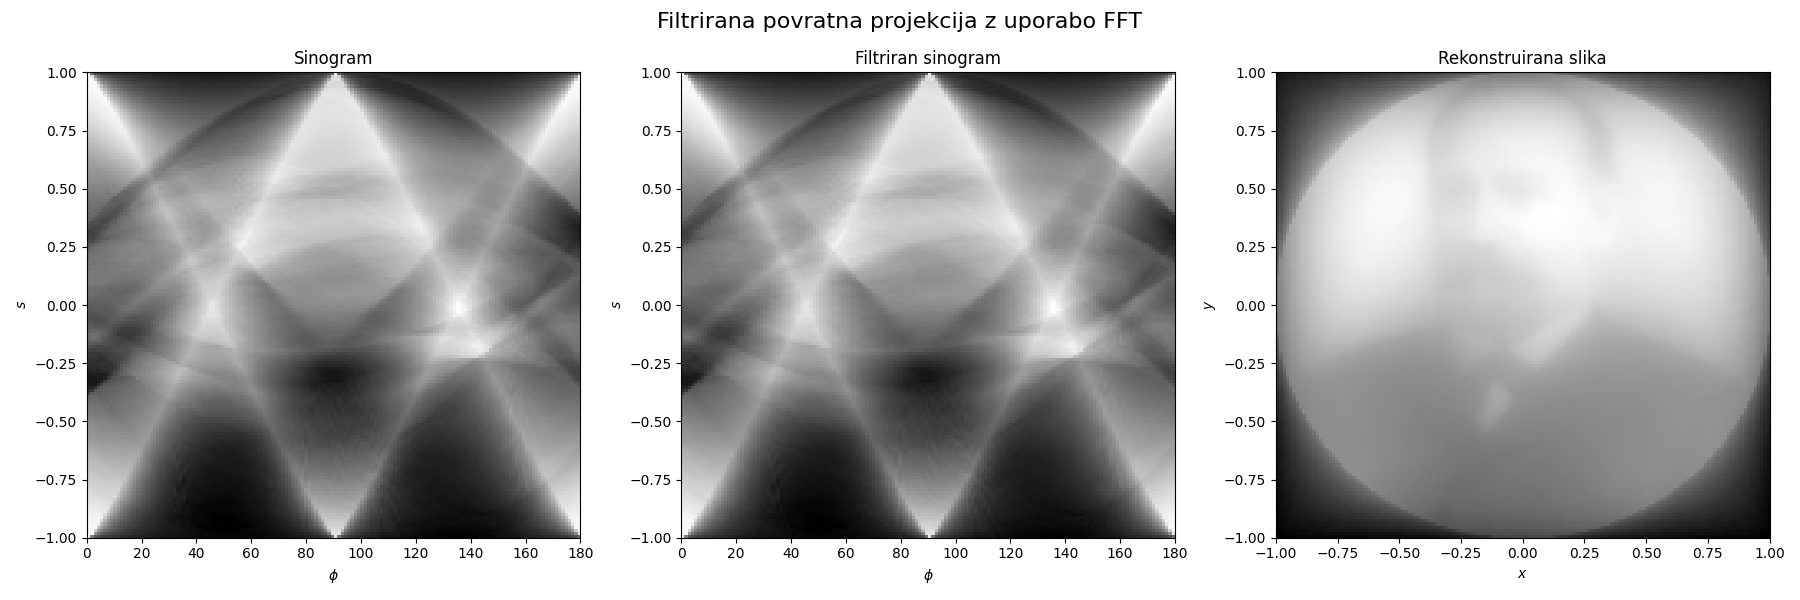 Filtrirana povratna projekcija z uporabo FFT
Sinogram
1.00
0.75
0.50
0.25
0.00
−0.25
−0.50
−0.75
−1.00
s
0 20 40 60 80 100 120 140 160 180
ϕ
Filtriran sinogram
1.00
0.75
0.50
0.25
0.00
−0.25
−0.50
−0.75
−1.00
s
0 20 40 60 80 100 120 140 160 180
ϕ
Rekonstruirana slika
1.00
0.75
0.50
0.25
0.00
−0.25
−0.50
−0.75
−1.00
y
−1.00 −0.75 −0.50 −0.25 0.00 0.25 0.50 0.75 1.00
x